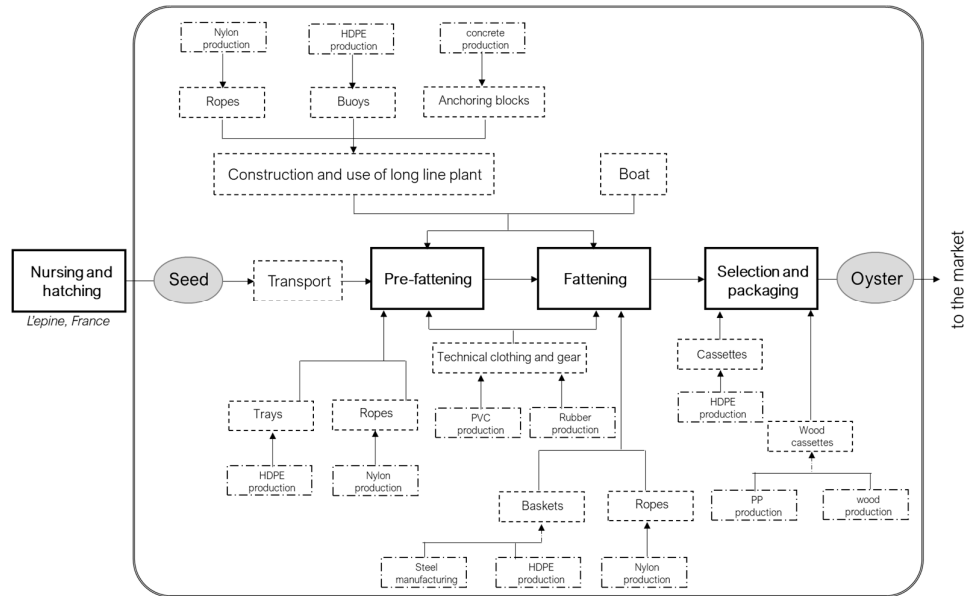 Nylon
production
HDPE
production
concrete
production
Ropes
Buoys
Anchoring blocks
Construction and use of long line plant
Boat
Nursing and
hatching
L'epine, France
Seed
Transport
Pre-fattening
Fattening
Selection and
packaging
Oyster
to the market
Technical clothing and gear
Cassettes
Trays
Ropes
PVC
production
Rubber
production
HDPE
production
Wood
cassettes
HDPE
production
Nylon
production
Baskets
Ropes
PP
production
wood
production
Steel
manufacturing
HDPE
production
Nylon
production